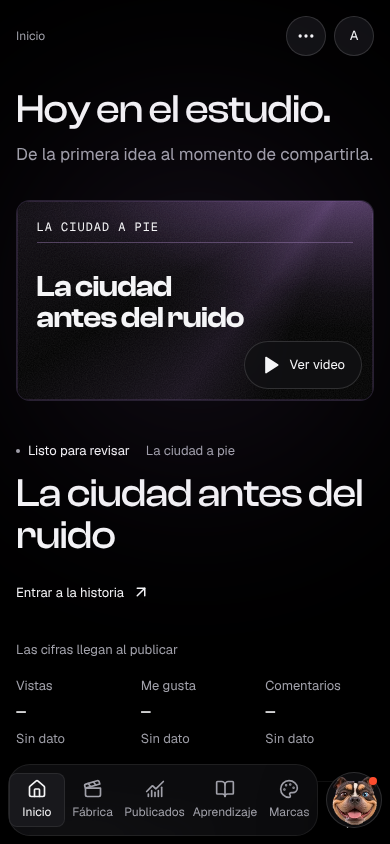 Inicio
A
Hoy en el estudio.
De la primera idea al momento de compartirla.
LA CIUDAD A PIE
La ciudad
antes del ruido
Ver video
Listo para revisar La ciudad a pie
La ciudad antes del
ruido
Entrar a la historia
Las cifras llegan al publicar
Vistas Me gusta Comentarios
– – –
Sin dato Sin dato Sin dato
Inicio Fábrica Publicados Aprendizaje Marcas